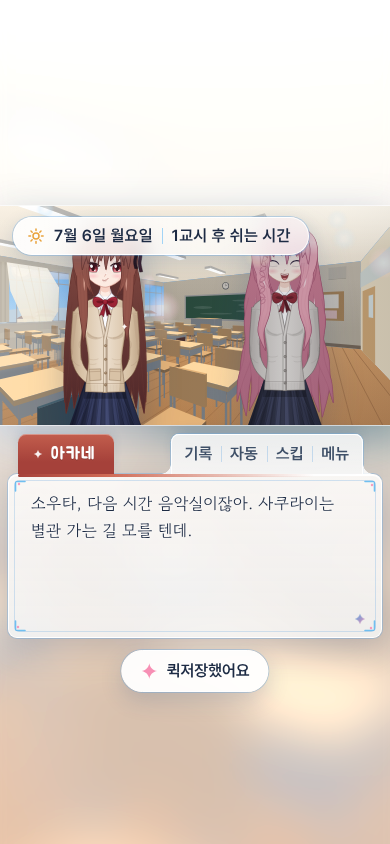 7월 6일 월요일 1교시 후 쉬는 시간
아카네
기록 자동 스킵 메뉴
소우타, 다음 시간 음악실이잖아. 사쿠라이는
별관 가는 길 모를 텐데.
퀵저장했어요